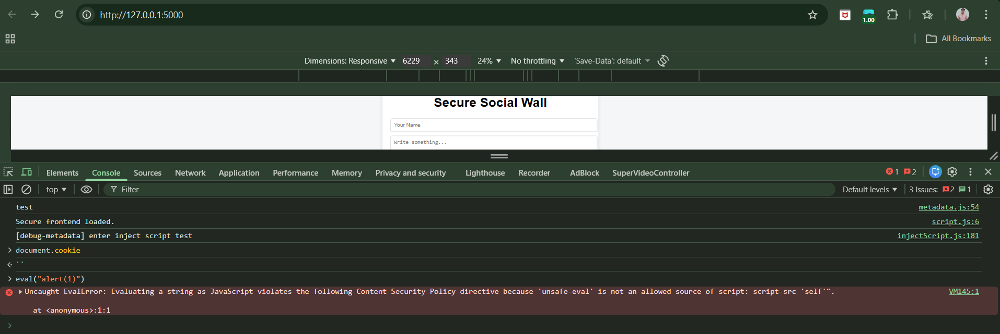 http://127.0.0.1:5000
1.00
All Bookmarks
Dimensions: Responsive 6229 × 343 24% No throttling 'Save-Data': default
Secure Social Wall
Your Name
Write something...
Elements Console Sources Network Application Performance Memory Privacy and security Lighthouse Recorder AdBlock SuperVideoController 1 2
top Filter Default levels 3 Issues: 2 1
test metadata.js:54
Secure frontend loaded. script.js:6
[debug-metadata] enter inject script test injectScript.js:181
document.cookie
''
eval("alert(1)")
Uncaught EvalError: Evaluating a string as JavaScript violates the following Content Security Policy directive because 'unsafe-eval' is not an allowed source of script: script-src 'self'". VM145:1
at <anonymous>:1:1